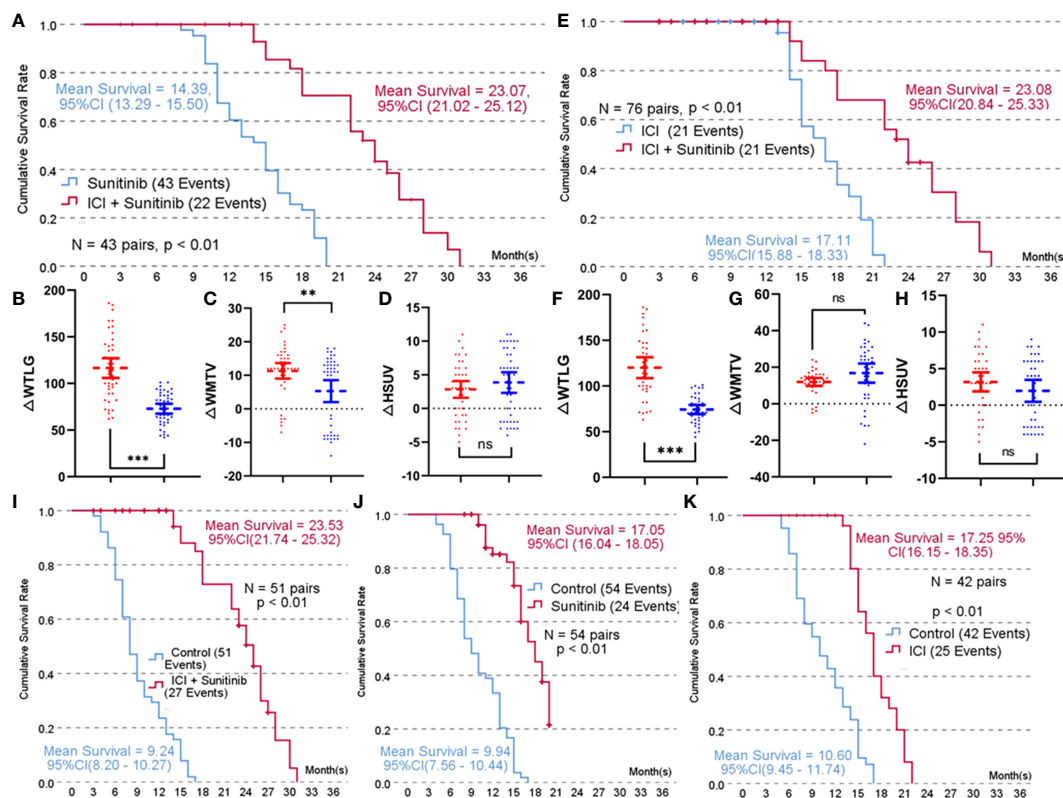 A
1.0
0.8
0.6
0.4
0.2
0.0
Cumulative Survival Rate
Mean Survival = 14.39,
95%CI (13.29 - 15.50)
Mean Survival = 23.07,
95%CI (21.02 - 25.12)
Sunitinib (43 Events)
ICI + Sunitinib (22 Events)
N = 43 pairs, p < 0.01
Month(s)
0 3 6 9 12 15 18 21 24 27 30 33 36
E
1.0
0.8
0.6
0.4
0.2
0.0
Cumulative Survival Rate
Mean Survival = 23.08
95%CI(20.84 - 25.33)
N = 76 pairs, p < 0.01
ICI (21 Events)
ICI + Sunitinib (21 Events)
Mean Survival = 17.11
95%CI(15.88 - 18.33)
Month(s)
0 3 6 9 12 15 18 21 24 27 30 33 36
B
200
150
100
50
0
△WTLG
***
C
30
20
10
0
-10
-20
△WMTV
**
D
15
10
5
0
-5
-10
△HSUV
ns
F
200
150
100
50
0
△WTLG
***
G
60
40
20
0
-20
-40
△WMTV
ns
H
15
10
5
0
-5
-10
△HSUV
ns
I
1.0
0.8
0.6
0.4
0.2
0.0
Cumulative Survival Rate
Mean Survival = 23.53
95%CI(21.74 - 25.32)
N = 51 pairs
p < 0.01
Control (51
Events)
ICI + Sunitinib
(27 Events)
Mean Survival = 9.24
95%CI(8.20 - 10.27)
Month(s)
0 3 6 9 12 15 18 21 24 27 30 33 36
J
1.0
0.8
0.6
0.4
0.2
0.0
Cumulative Survival Rate
Mean Survival = 17.05
95%CI (16.04 - 18.05)
Control (54 Events)
Sunitinib (24 Events)
N = 54 pairs
p < 0.01
Mean Survival = 9.94
95%CI(7.56 - 10.44)
Month(s)
0 3 6 9 12 15 18 21 24 27 30 33 36
K
1.0
0.8
0.6
0.4
0.2
0.0
Cumulative Survival Rate
Mean Survival = 17.25 95%
CI(16.15 - 18.35)
N = 42 pairs
p < 0.01
Control (42 Events)
ICI (25 Events)
Mean Survival = 10.60
95%CI(9.45 - 11.74)
Month(s)
0 3 6 9 12 15 18 21 24 27 30 33 36